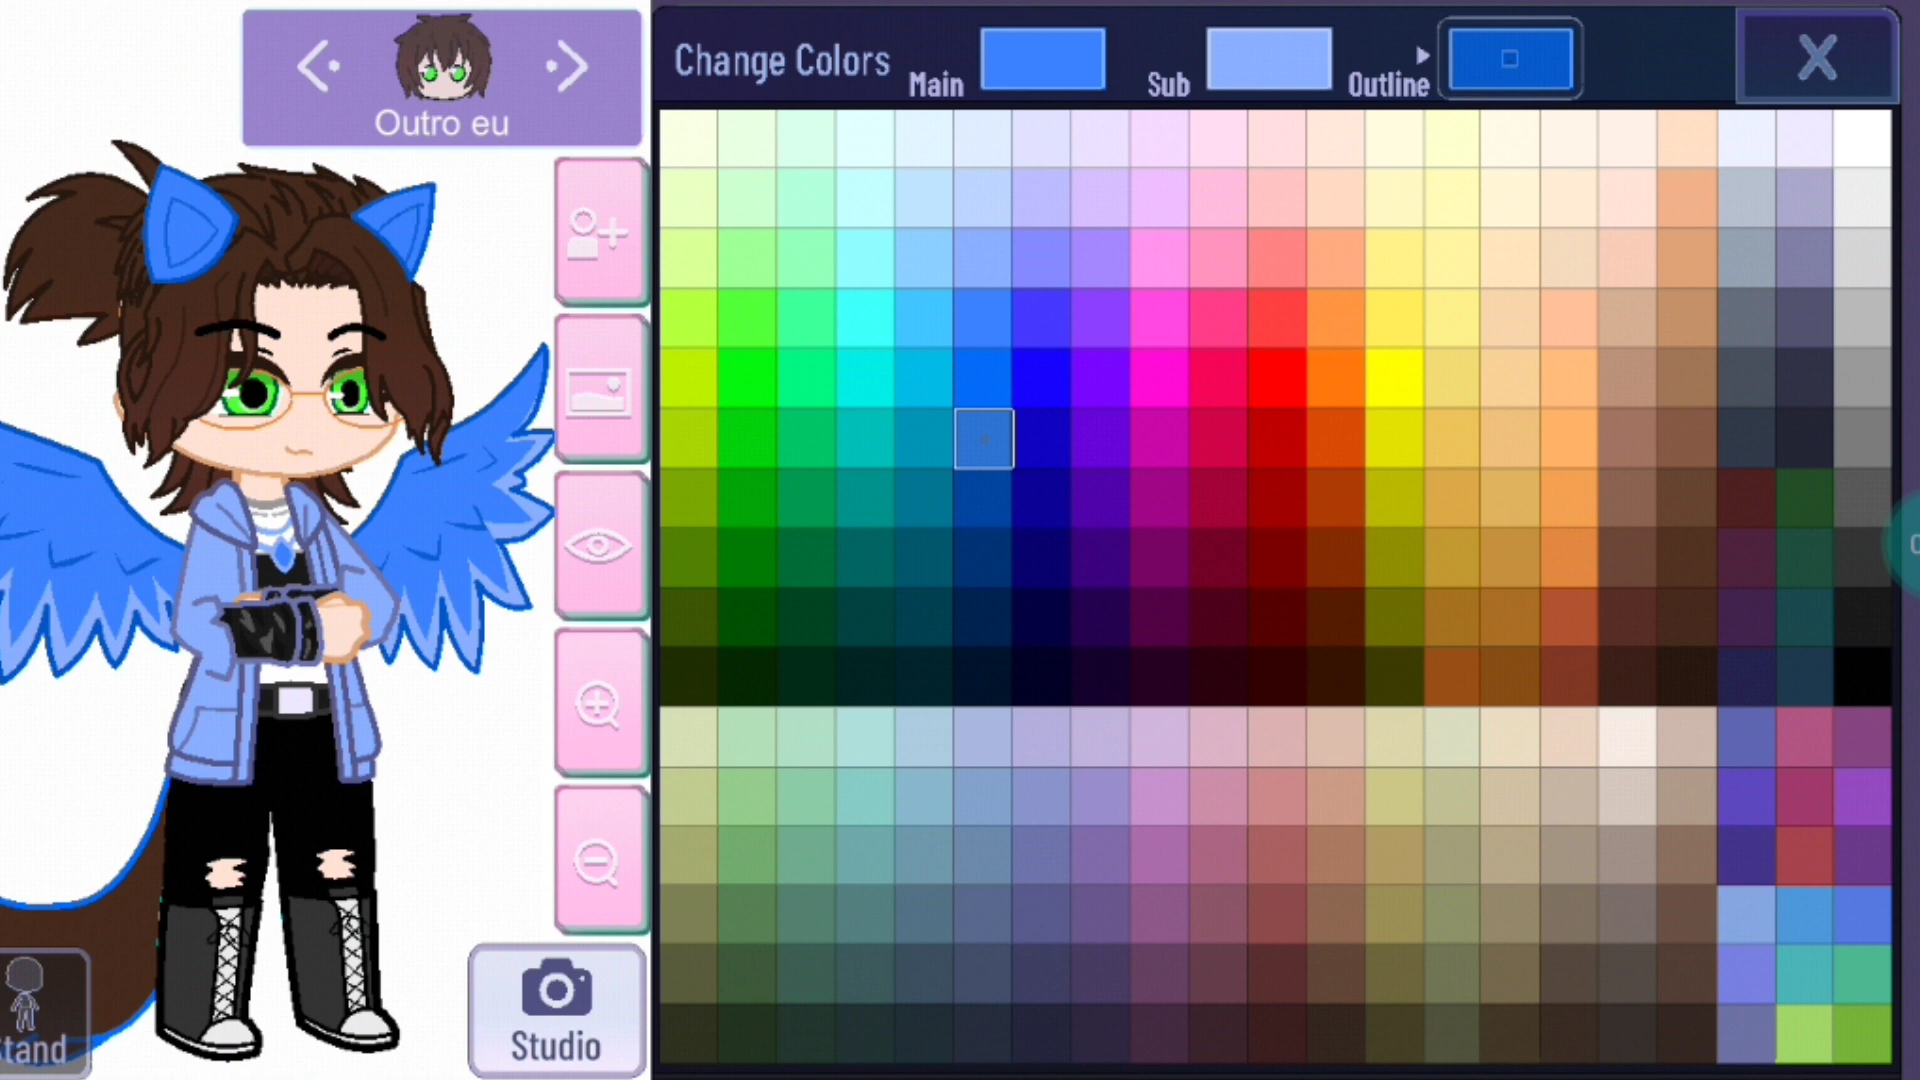 Outro eu
Change Colors
Main
Sub
Outline
X
Studio
tand